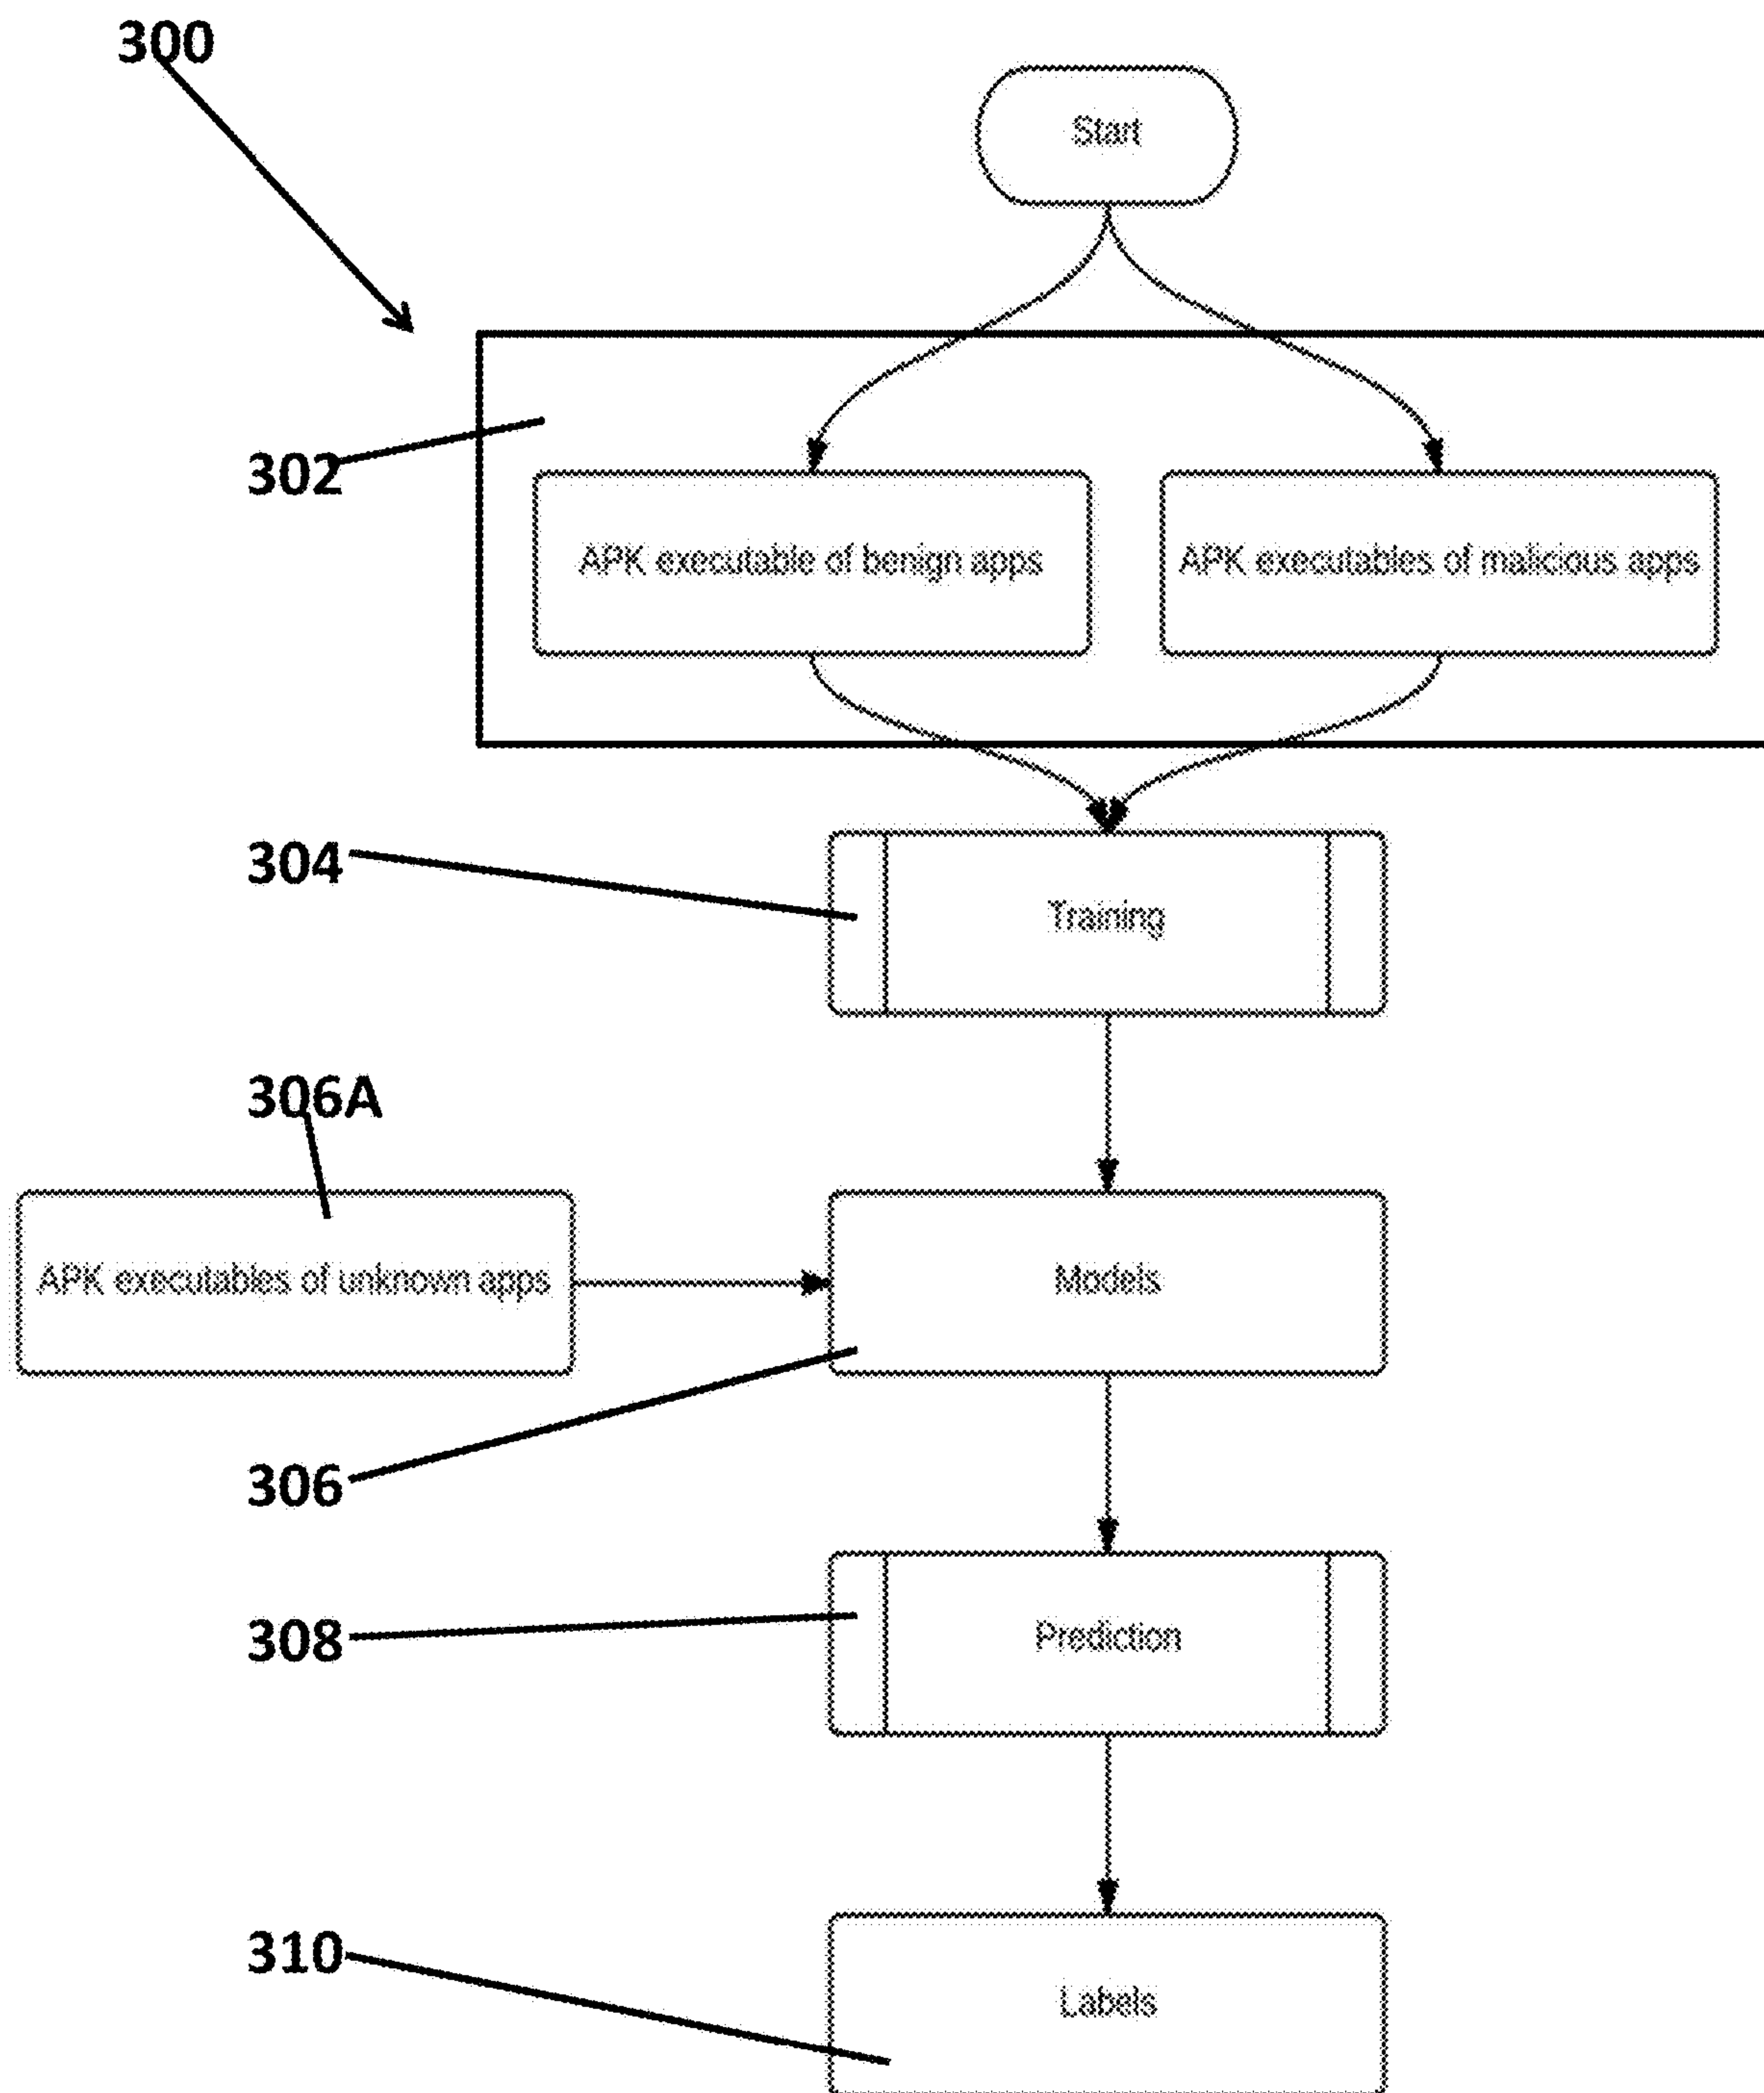 300
Start
302
APK executable of benign apps
APK executables of malicious apps
304
Training
306A
APK executables of unknown apps
Models
306
308
Prediction
310
Labels